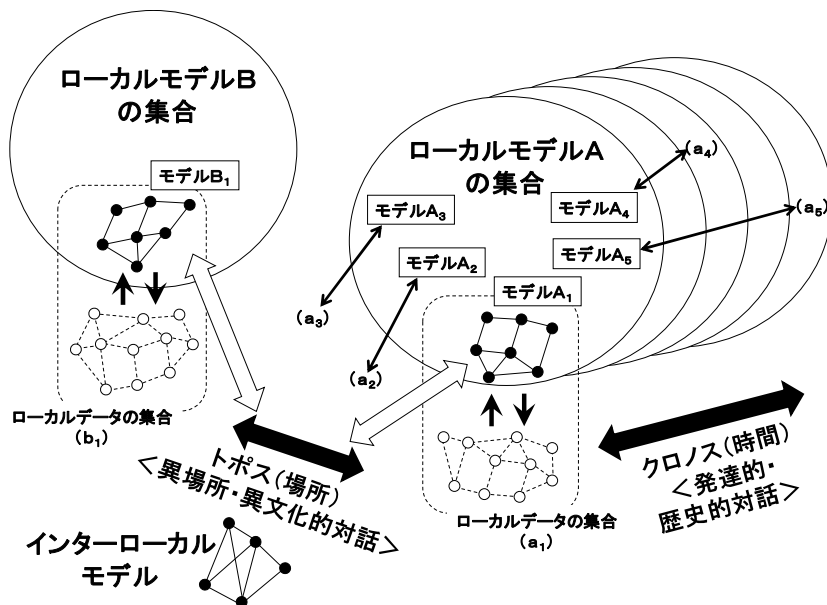 ローカルモデルB
の集合
モデルB₁
ローカルデータの集合
(b₁)
ローカルモデルA
の集合
モデルA₃
モデルA₂
モデルA₄
モデルA₅
モデルA₁
(a₄)
(a₅)
(a₃)
(a₂)
ローカルデータの集合
(a₁)
トポス(場所)
<異場所・異文化的対話>
クロノス(時間)
<発達的・
歴史的対話>
インターローカル
モデル